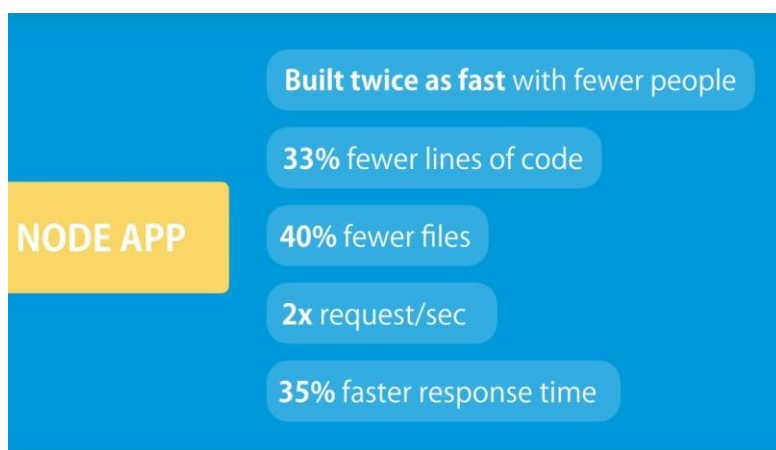 Built twice as fast with fewer people
33% fewer lines of code
NODE APP
40% fewer files
2x request/sec
35% faster response time